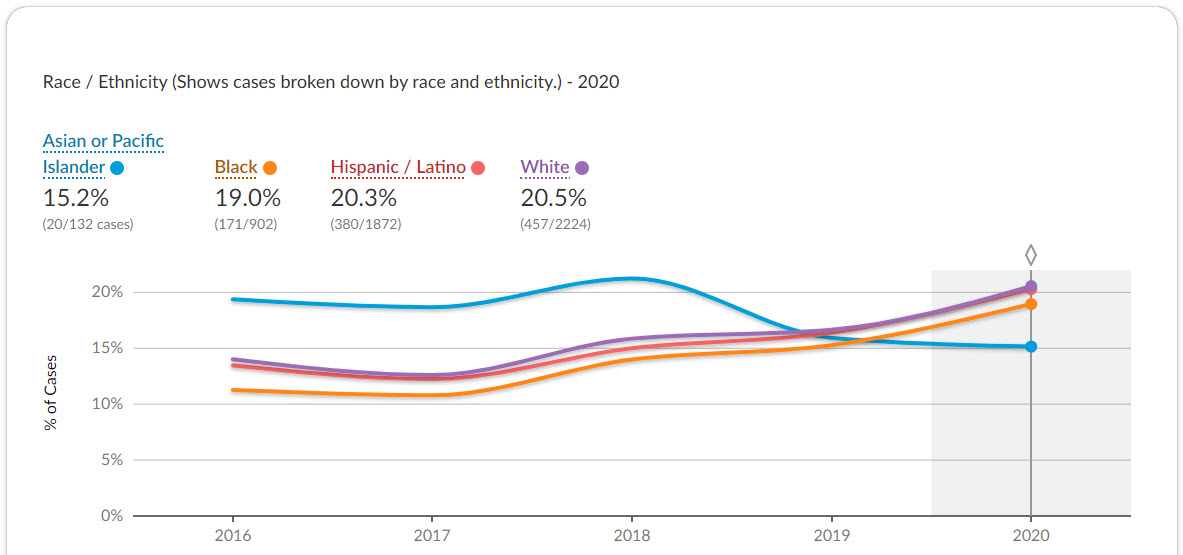 Race / Ethnicity (Shows cases broken down by race and ethnicity.) - 2020
Asian or Pacific
Islander
15.2%
(20/132 cases)
Black
19.0%
(171/902)
Hispanic / Latino
20.3%
(380/1872)
White
20.5%
(457/2224)
% of Cases
20%
15%
10%
5%
0%
2016
2017
2018
2019
2020